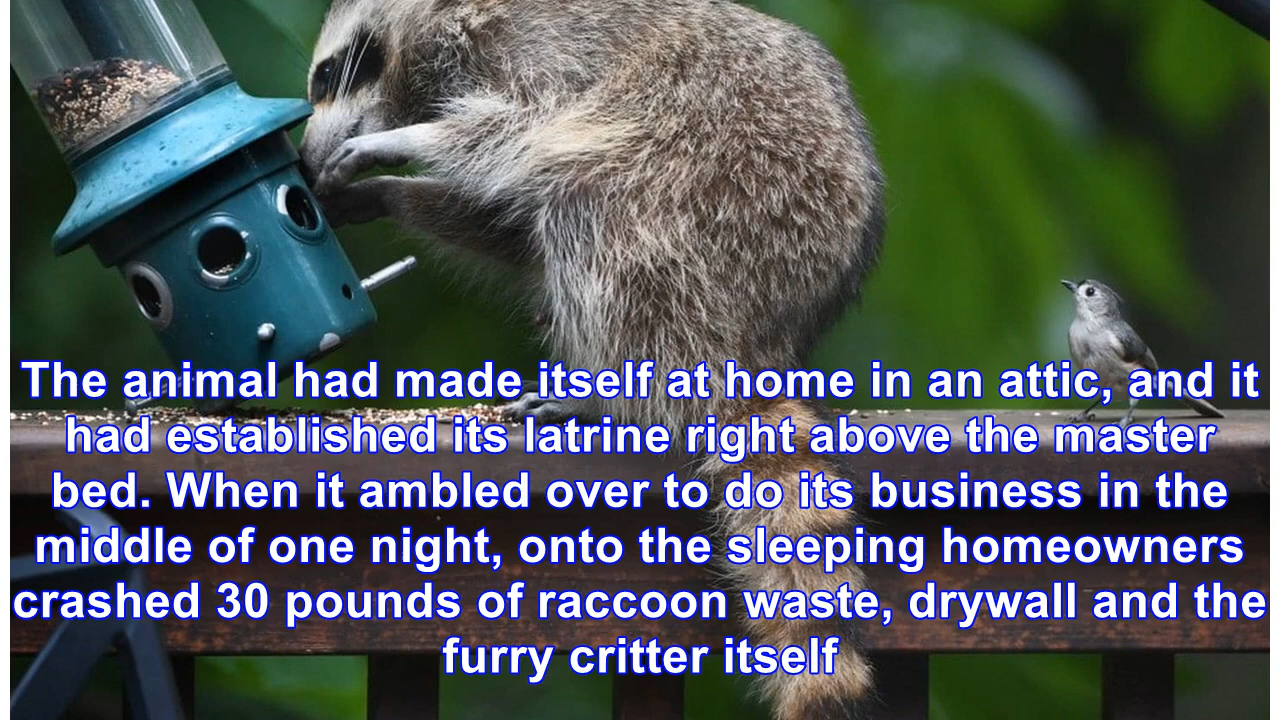 The animal had made itself at home in an attic, and it
had established its latrine right above the master
bed. When it ambled over to do its business in the
middle of one night, onto the sleeping homeowners
crashed 30 pounds of raccoon waste, drywall and the
furry critter itself